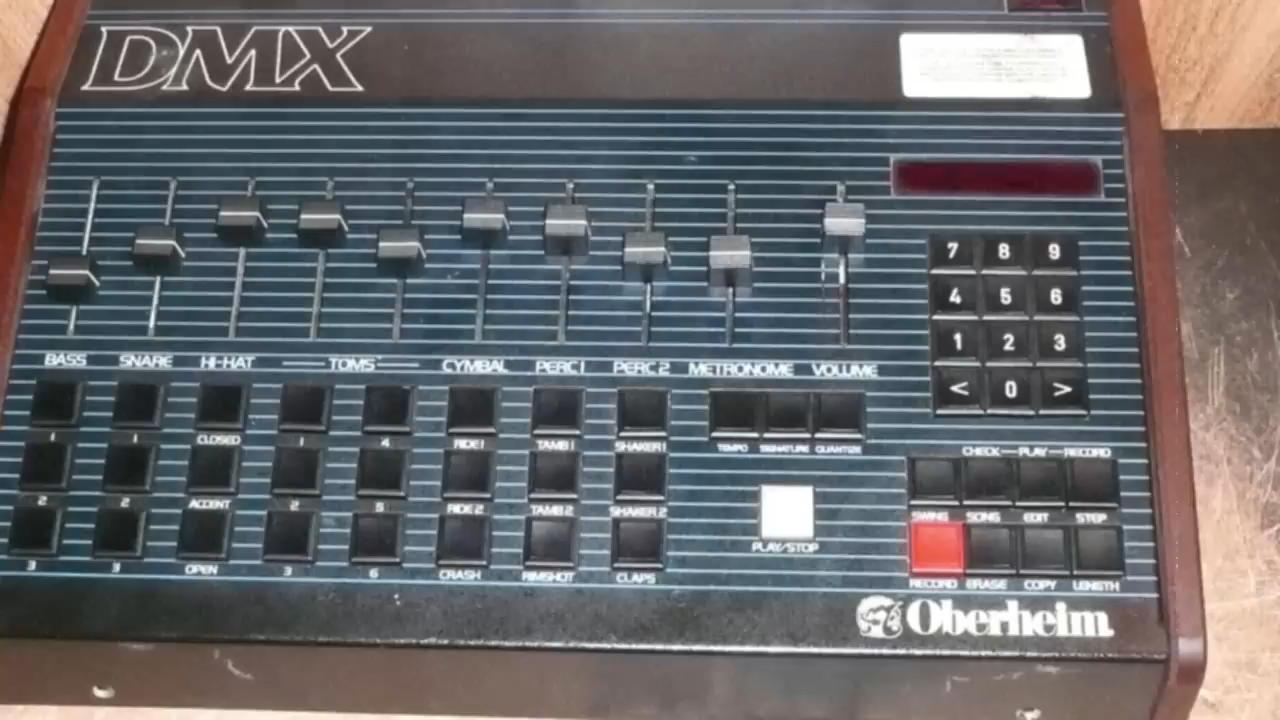 DMX
7 8 9
4 5 6
1 2 3
< 0 >
BASS SNARE HI-HAT TOMS CYMBAL PERC 1 PERC 2 METRONOME VOLUME
1 1 CLOSED 1 4 RIDE 1 TAMB 1 SHAKER 1 TEMPO SIGNATURE QUANTIZE
CHECK PLAY RECORD
2 2 ACCENT 2 5 RIDE 2 TAMB 2 SHAKER 2
SWING SONG EDIT STEP
PLAY/STOP
3 3 OPEN 3 6 CRASH RIMSHOT CLAPS
RECORD ERASE COPY LENGTH
Oberheim